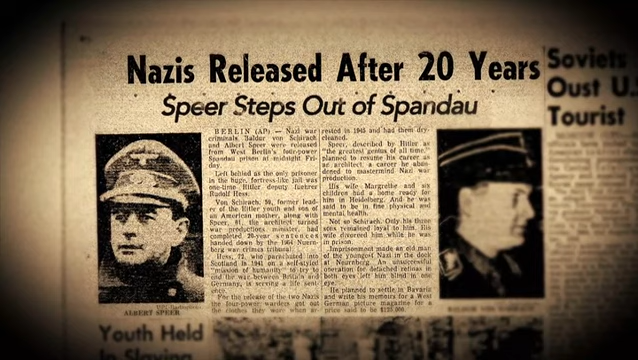 Nazis Released After 20 Years
Speer Steps Out of Spandau
BERLIN (AP) — Nazi war
criminals Baldur von Schirach
and Albert Speer were released
from West Berlin's four-power
Spandau prison at midnight Fri-
day.
Left behind as the only prisoner
in the huge, fortress-like jail was
one-time Hitler deputy fuehrer
Rudolf Hess.
Von Schirach, 59, former lead-
er of the Hitler youth and son of
an American mother, along with
Speer, 61, the architect turned
war productions minister, had
completed 20-year sentences
handed down by the 1964 Nurem-
berg war crimes tribunal.
Hess, 72, who parachuted into
Scotland in 1941 on a self-styled
"mission of humanity" to try to
end the war between Britain and
Germany, is serving a life sent-
ence.
For the release of the two Nazis
the four-power warders got out
the clothes they wore when ar-
rested in 1945 and had them dry-
cleaned.
Speer, described by Hitler as
"the greatest genius of all time,"
planned to resume his career as
an architect, a career he aban-
doned to mastermind Nazi war
production.
His wife Margrethe and six
children had a home ready for
him in Heidelberg. And he was
said to be in fine physical and
mental health.
Not so Schirach. Only his three
sons remained loyal to him. His
wife divorced him while he was
in prison.
Imprisonment made an old man
of the youngest Nazi in the dock
at Nuernberg. An unsuccessful
operation for detached retinas in
both eyes left him blind in one
eye.
He planned to settle in Bavaria
and write his memoirs for a West
German picture magazine for a
price said to be
ALBERT SPEER
Soviets
Oust U.
Tourist
Youth Held
In Slaying